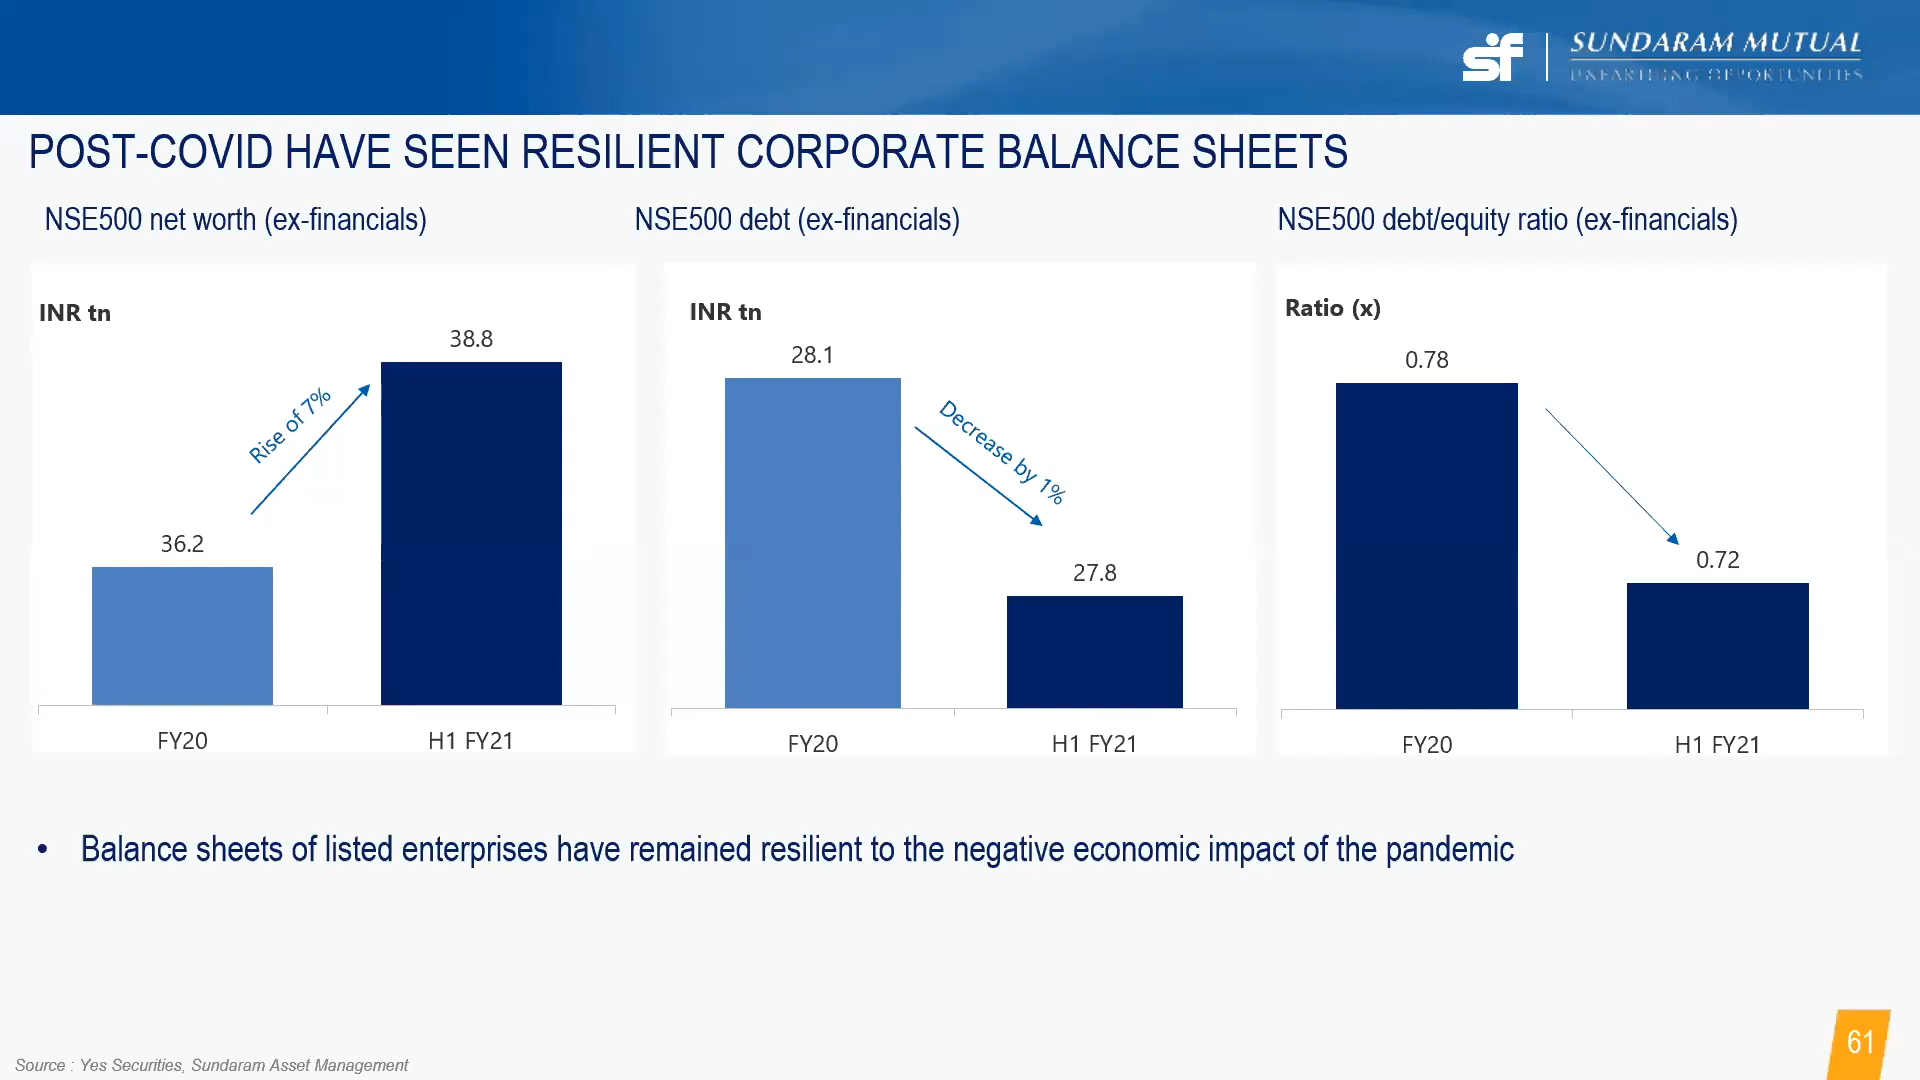 SUNDARAM MUTUAL
UNEARTHING OPPORTUNITIES
POST-COVID HAVE SEEN RESILIENT CORPORATE BALANCE SHEETS
NSE500 net worth (ex-financials)
NSE500 debt (ex-financials)
NSE500 debt/equity ratio (ex-financials)
INR tn
38.8
Rise of 7%
36.2
FY20
H1 FY21
INR tn
28.1
Decrease by 1%
27.8
FY20
H1 FY21
Ratio (x)
0.78
0.72
FY20
H1 FY21
• Balance sheets of listed enterprises have remained resilient to the negative economic impact of the pandemic
61
Source : Yes Securities, Sundaram Asset Management